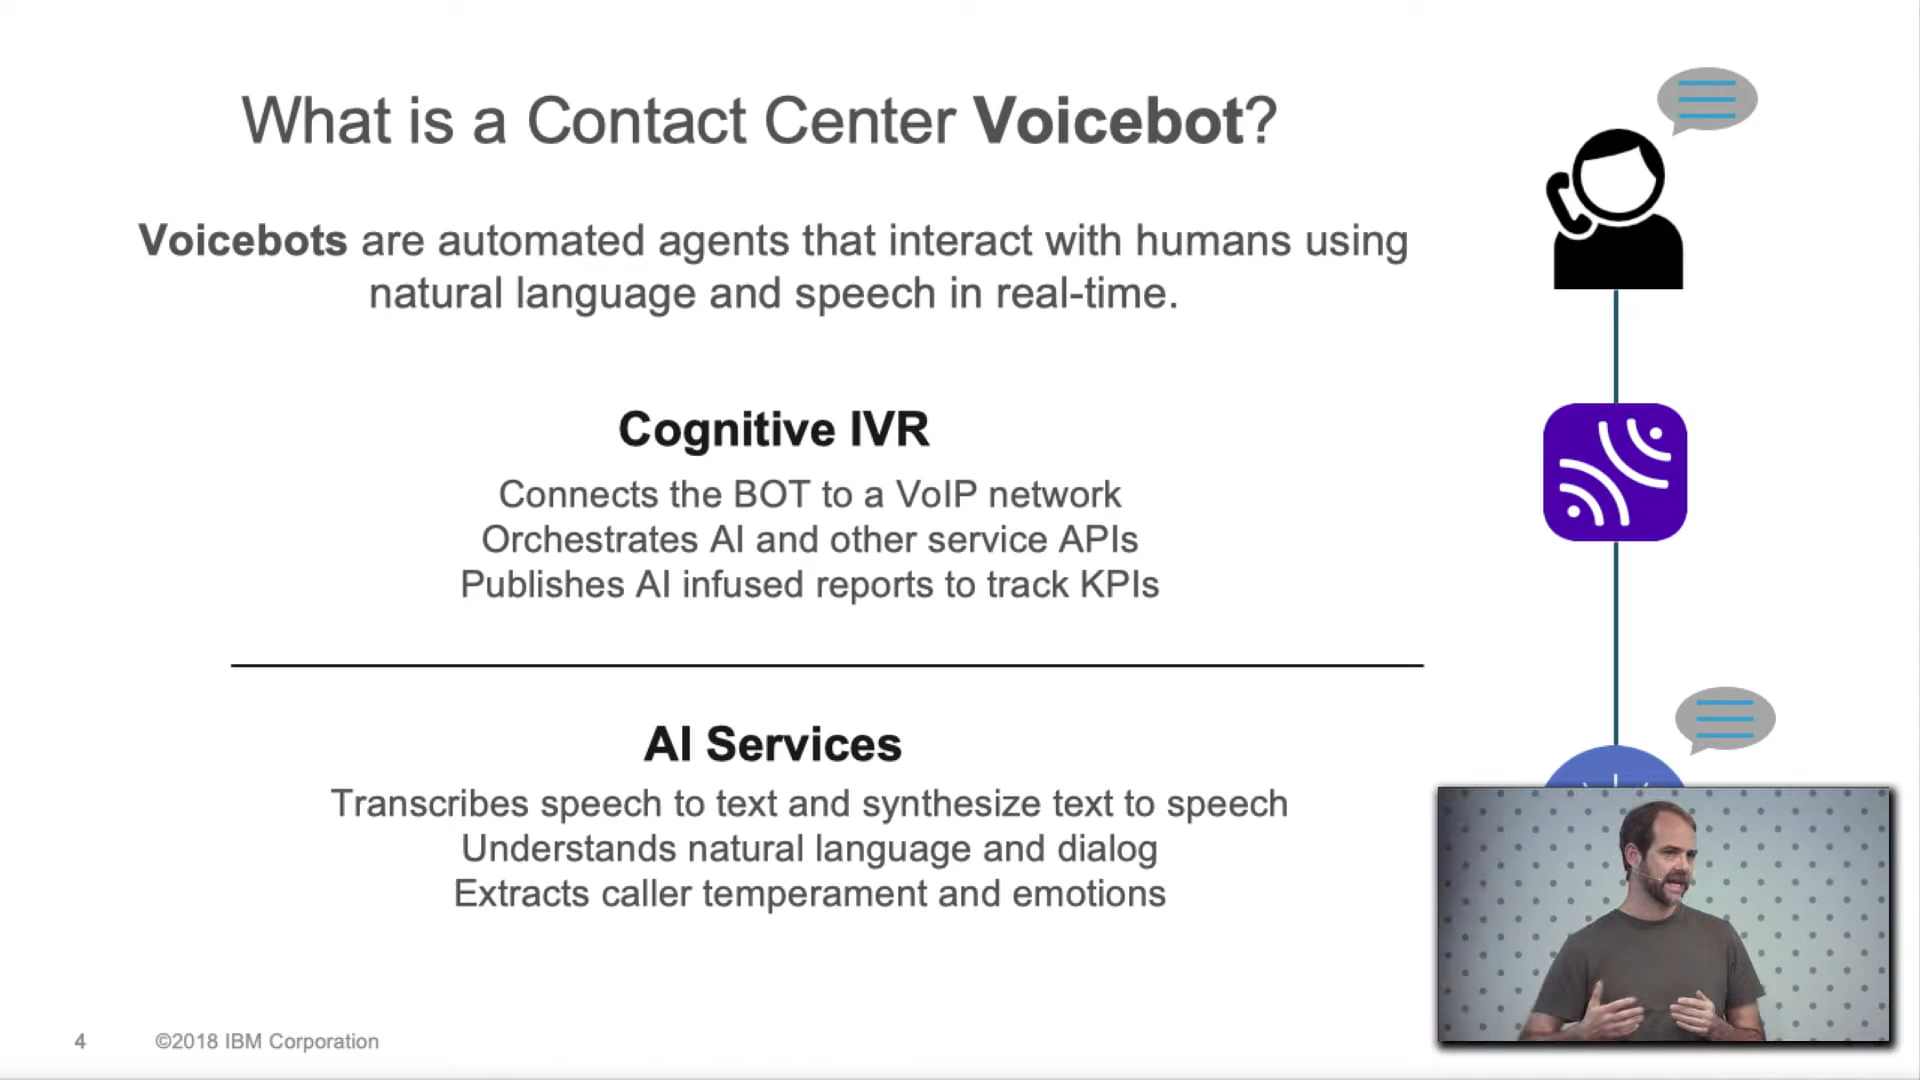 What is a Contact Center Voicebot?
Voicebots are automated agents that interact with humans using
natural language and speech in real-time.
Cognitive IVR
Connects the BOT to a VoIP network
Orchestrates AI and other service APIs
Publishes AI infused reports to track KPIs
AI Services
Transcribes speech to text and synthesize text to speech
Understands natural language and dialog
Extracts caller temperament and emotions
4 ©2018 IBM Corporation